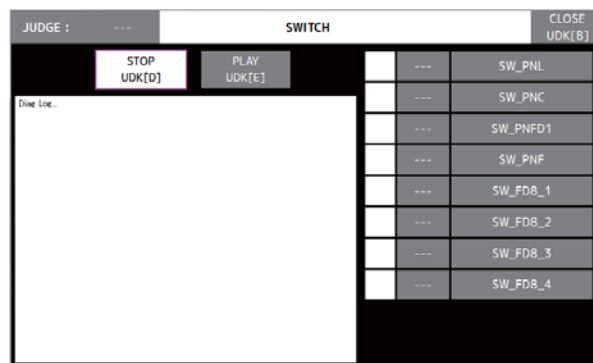 JUDGE : --- SWITCH CLOSE
UDK[B]
STOP
UDK[D]
PLAY
UDK[E]
Diag Log...
--- SW_PNL
--- SW_PNC
--- SW_PNFD1
--- SW_PNF
--- SW_FD8_1
--- SW_FD8_2
--- SW_FD8_3
--- SW_FD8_4